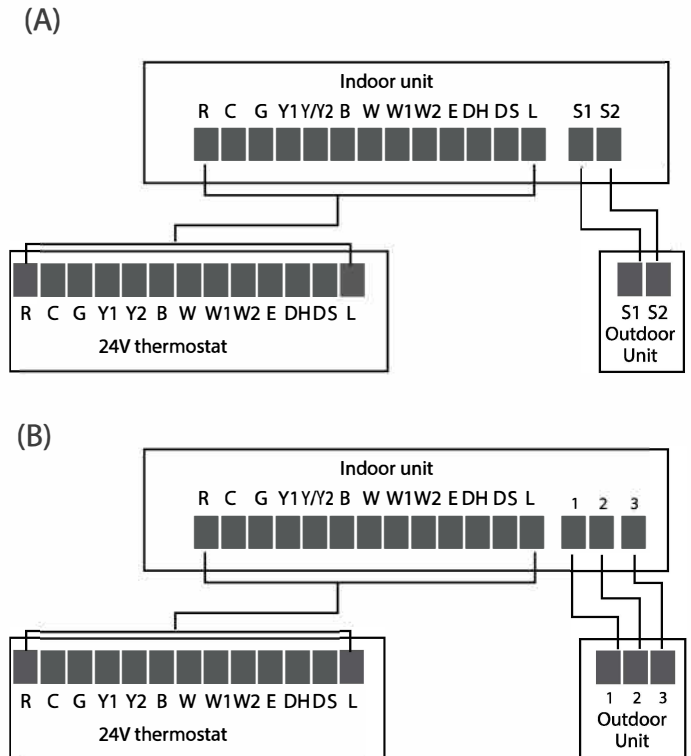 (A)
Indoor unit
R C G Y1 Y/Y2 B W W1 W2 E DH DS L S1 S2
R C G Y1 Y2 B W W1 W2 E DH DS L
24V thermostat
S1 S2
Outdoor
Unit
(B)
Indoor unit
R C G Y1 Y/Y2 B W W1 W2 E DH DS L 1 2 3
R C G Y1 Y2 B W W1 W2 E DH DS L
24V thermostat
1 2 3
Outdoor
Unit